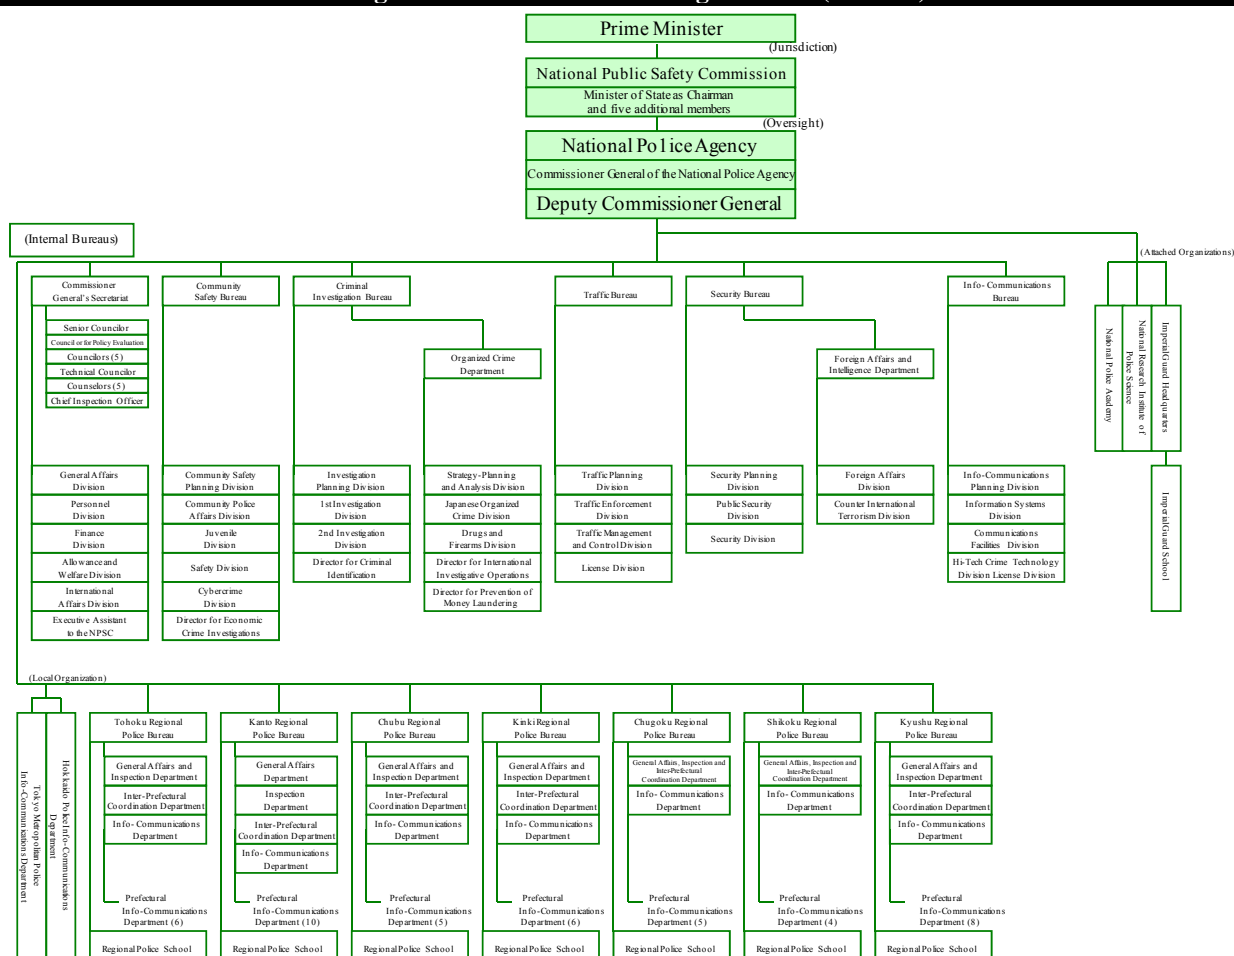 Prime Minister
(Jurisdiction)
National Public Safety Commission
Minister of State as Chairman
and five additional members
(Oversight)
National Po1ice Agency
Commissioner General of the National Police Agency
Deputy Commissioner General
(Internal Bureaus)
(Attached Organizations)
Commissioner
General's Secretariat
Community
Safety Bureau
Criminal
Investigation Bureau
Traffic Bureau
Security Bureau
Info- Communications
Bureau
Senior Councilor
Councilor for Policy Evaluation
Councilors (5)
Technical Councilor
Counselors (5)
Chief Inspection Officer
Organized Crime
Department
Foreign Affairs and
Intelligence Department
National Police Academy
National Research Institute of
Police Science
Imperial Guard Headquarters
Imperial Guard School
General Affairs
Division
Personnel
Division
Finance
Division
Allowance and
Welfare Division
International
Affairs Division
Executive Assistant
to the NPSC
Community Safety
Planning Division
Community Police
Affairs Division
Juvenile
Division
Safety Division
Cybercrime
Division
Director for Economic
Crime Investigations
Investigation
Planning Division
1st Investigation
Division
2nd Investigation
Division
Director for Criminal
Identification
Strategy-Planning
and Analysis Division
Japanese Organized
Crime Division
Drugs and
Firearms Division
Director for International
Investigative Operations
Director for Prevention of
Money Laundering
Traffic Planning
Division
Traffic Enforcement
Division
Traffic Management
and Control Division
License Division
Security Planning
Division
Public Security
Division
Security Division
Foreign Affairs
Division
Counter International
Terrorism Division
Info-Communications
Planning Division
Information Systems
Division
Communications
Facilities Division
Hi-Tech Crime Technology
Division License Division
(Local Organization)
Tokyo Metropolitan Police
Info-Communications Department
Hokkaido Police Info-Communications
Department
Tohoku Regional
Police Bureau
General Affairs and
Inspection Department
Inter-Prefectural
Coordination Department
Info- Communications
Department
Prefectural
Info-Communications
Department (6)
Regional Police School
Kanto Regional
Police Bureau
General Affairs
Department
Inspection
Department
Inter-Prefectural
Coordination Department
Info- Communications
Department
Prefectural
Info-Communications
Department (10)
Regional Police School
Chubu Regional
Police Bureau
General Affairs and
Inspection Department
Inter-Prefectural
Coordination Department
Info- Communications
Department
Prefectural
Info-Communications
Department (5)
Regional Police School
Kinki Regional
Police Bureau
General Affairs and
Inspection Department
Inter-Prefectural
Coordination Department
Info- Communications
Department
Prefectural
Info-Communications
Department (6)
Regional Police School
Chugoku Regional
Police Bureau
General Affairs, Inspection and
Inter-Prefectural
Coordination Department
Info- Communications
Department
Prefectural
Info-Communications
Department (5)
Regional Police School
Shikoku Regional
Police Bureau
General Affairs, Inspection and
Inter-Prefectural
Coordination Department
Info- Communications
Department
Prefectural
Info-Communications
Department (4)
Regional Police School
Kyushu Regional
Police Bureau
General Affairs and
Inspection Department
Inter-Prefectural
Coordination Department
Info- Communications
Department
Prefectural
Info-Communications
Department (8)
Regional Police School